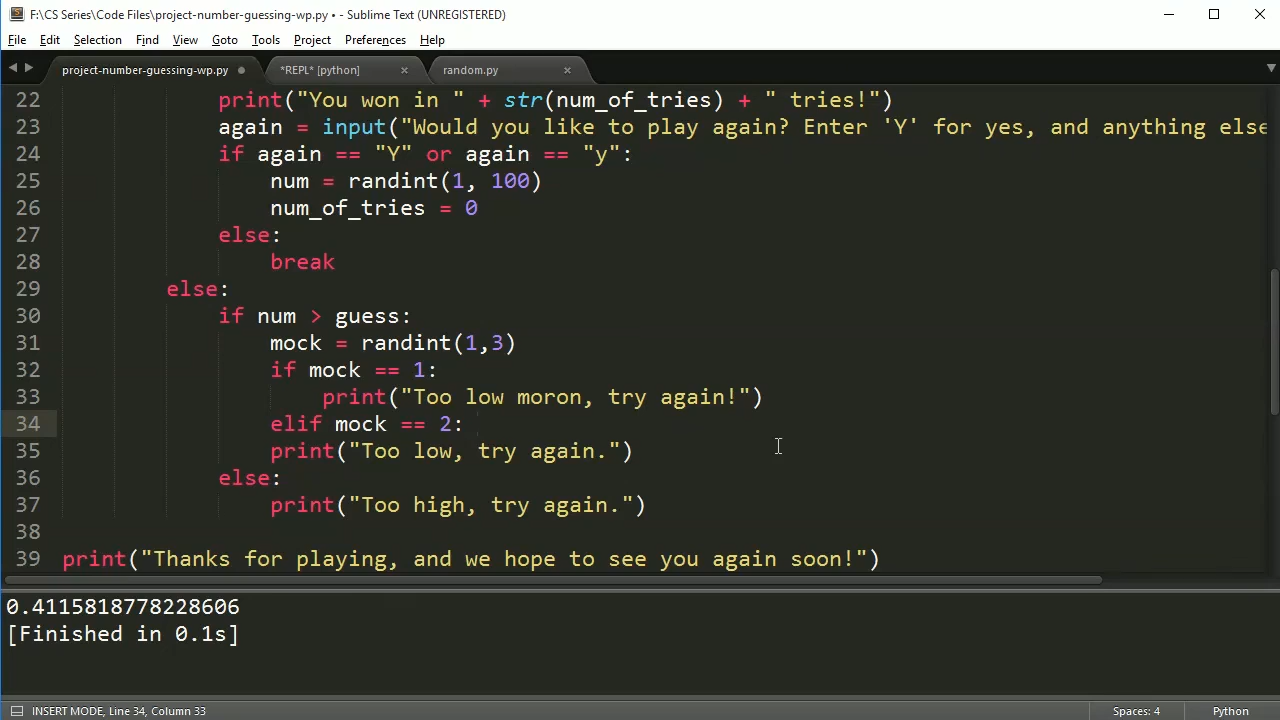 F:\CS Series\Code Files\project-number-guessing-wp.py • - Sublime Text (UNREGISTERED)
File Edit Selection Find View Goto Tools Project Preferences Help
project-number-guessing-wp.py *REPL* [python] random.py
22 print("You won in " + str(num_of_tries) + " tries!")
23 again = input("Would you like to play again? Enter 'Y' for yes, and anything else
24 if again == "Y" or again == "y":
25 num = randint(1, 100)
26 num_of_tries = 0
27 else:
28 break
29 else:
30 if num > guess:
31 mock = randint(1,3)
32 if mock == 1:
33 print("Too low moron, try again!")
34 elif mock == 2:
35 print("Too low, try again.")
36 else:
37 print("Too high, try again.")
38
39 print("Thanks for playing, and we hope to see you again soon!")
0.4115818778228606
[Finished in 0.1s]
INSERT MODE, Line 34, Column 33 Spaces: 4 Python